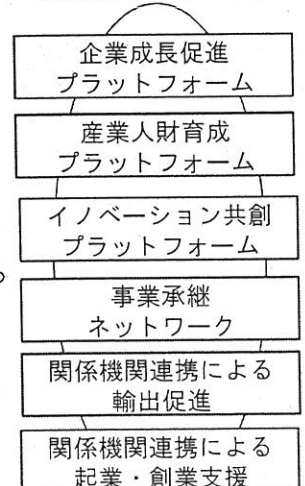 企業成長促進
プラットフォーム
産業人財育成
プラットフォーム
イノベーション共創
プラットフォーム
事業承継
ネットワーク
関係機関連携による
輸出促進
関係機関連携による
起業・創業支援